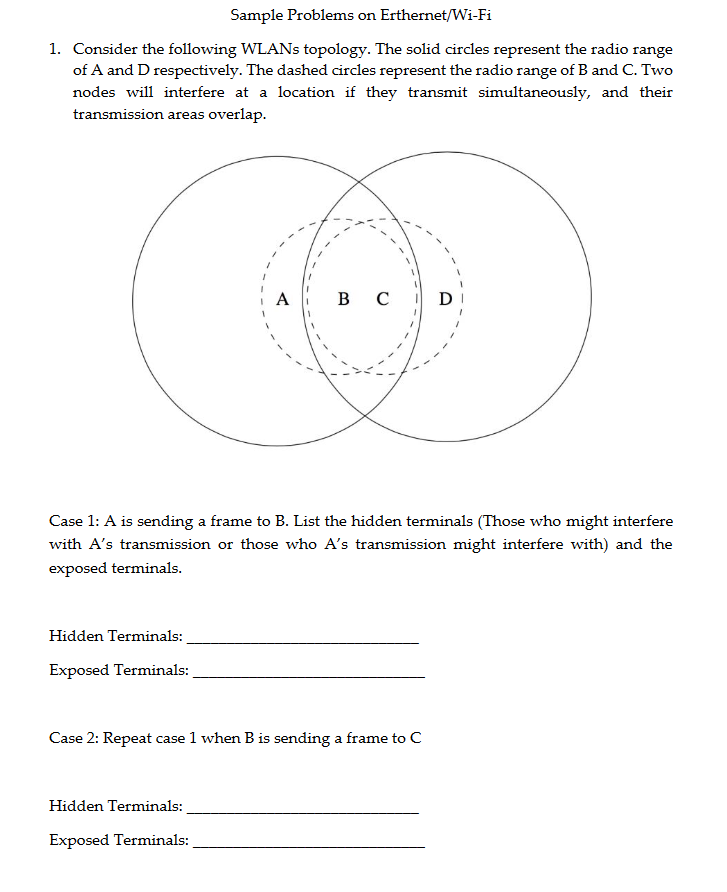 Sample Problems on Erthernet/Wi-Fi
1. Consider the following WLANs topology. The solid circles represent the radio range
of A and D respectively. The dashed circles represent the radio range of B and C. Two
nodes will interfere at a location if they transmit simultaneously, and their
transmission areas overlap.
A B C D
Case 1: A is sending a frame to B. List the hidden terminals (Those who might interfere
with A’s transmission or those who A’s transmission might interfere with) and the
exposed terminals.
Hidden Terminals: ______________________________
Exposed Terminals: ______________________________
Case 2: Repeat case 1 when B is sending a frame to C
Hidden Terminals: ______________________________
Exposed Terminals: ______________________________